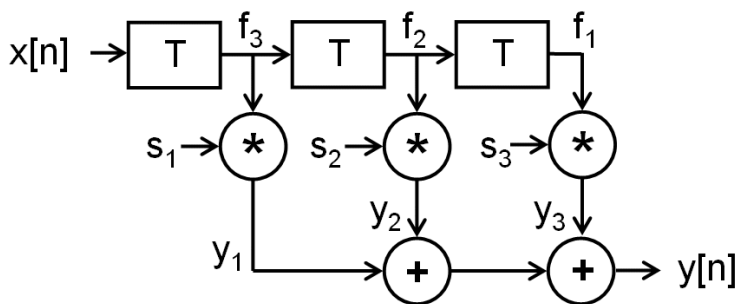 f₃ f₂ f₁
x[n] T T T
* * *
s₁ s₂ s₃
y₁ y₂ y₃
+ + y[n]